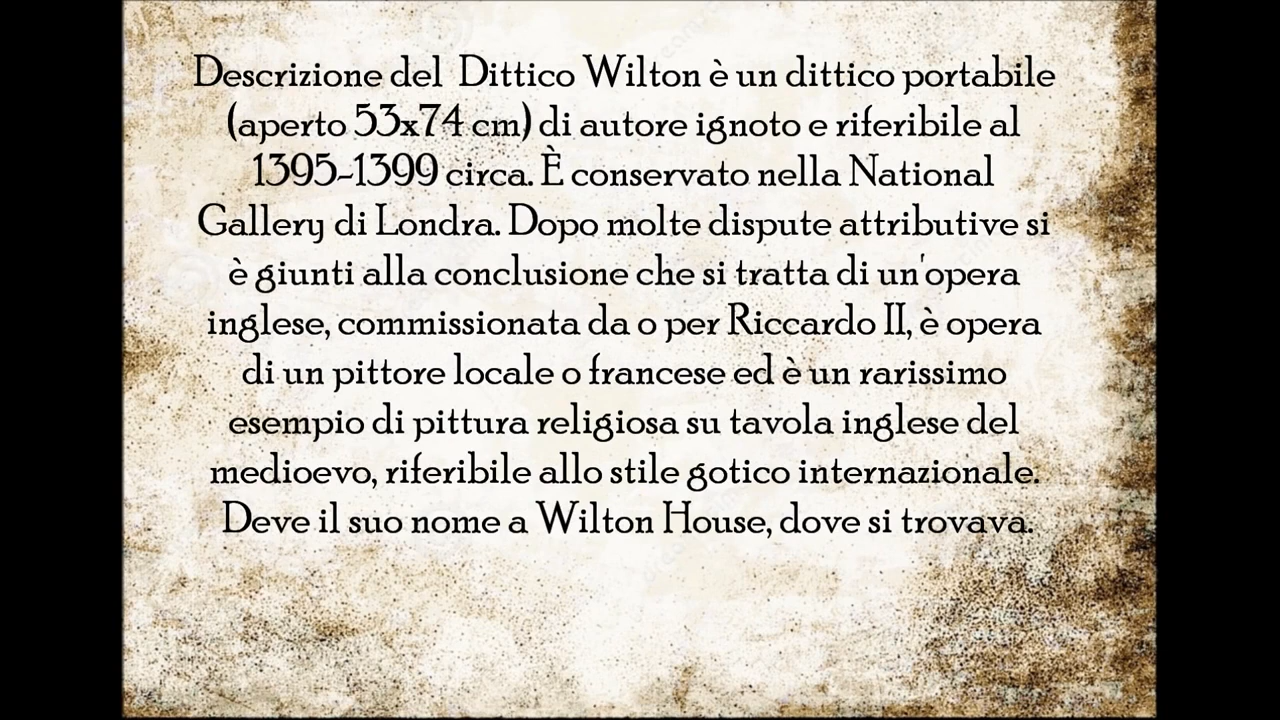 Descrizione del  Dittico Wilton è un dittico portabile
(aperto 53x74 cm) di autore ignoto e riferibile al
1395-1399 circa. È conservato nella National
Gallery di Londra. Dopo molte dispute attributive si
è giunti alla conclusione che si tratta di un'opera
inglese, commissionata da o per Riccardo II, è opera
di un pittore locale o francese ed è un rarissimo
esempio di pittura religiosa su tavola inglese del
medioevo, riferibile allo stile gotico internazionale.
Deve il suo nome a Wilton House, dove si trovava.